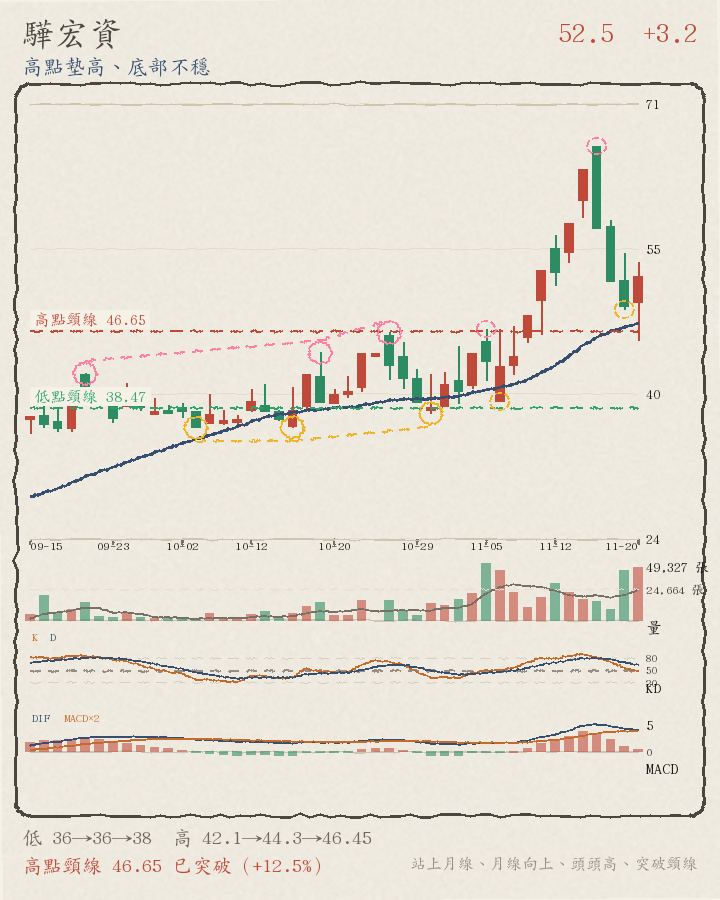 驊宏資
52.5 +3.2
高點墊高、底部不穩
71
55
高點頸線 46.65
低點頸線 38.47
40
24
09-15 09-23 10-02 10-12 10-20 10-29 11-05 11-12 11-20
49,327 張
24,664 張
量
K D
80
50
20
KD
DIF MACD×2
5
0
MACD
低 36→36→38 高 42.1→44.3→46.45
高點頸線 46.65 已突破 (+12.5%)
站上月線、月線向上、頭頭高、突破頸線